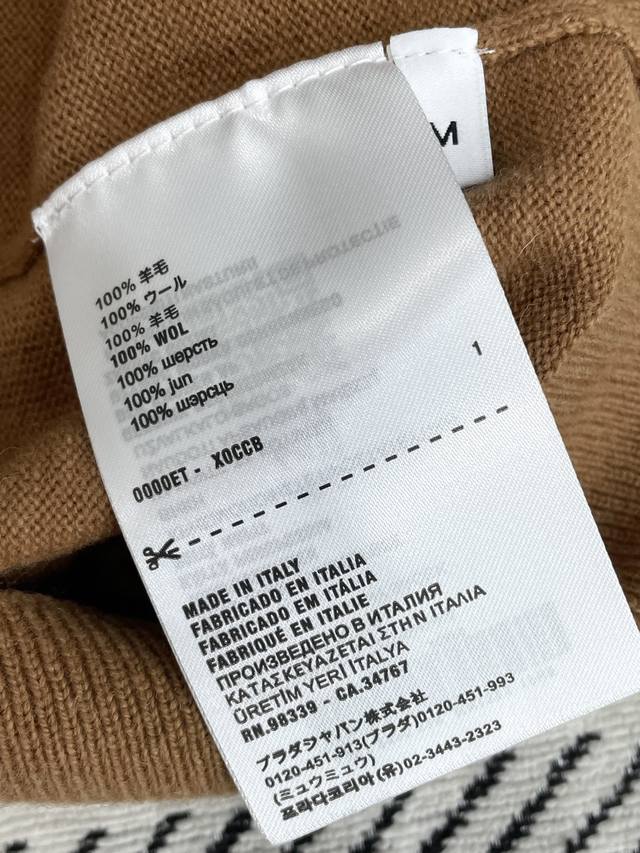 M
100% 羊毛
100% ウール
100% 羊毛
100% WOL
100% шерсть
100% jun
100% шэрсць
1
0000ET - X0CCB
MADE IN ITALY
FABRICADO EN ITALIA
FABRICADO EM ITÁLIA
FABRIQUÉ EN ITALIE
ПРОИЗВЕДЕНО В ИТАЛИЯ
ΚΑΤΑΣΚΕΥΑΖΕΤΑΙ ΣΤΗ Ν ΙΤΑΛΙΑ
ÜRETİM YERİ İTALYA
RN.98339 - CA.34767
プラダジャパン株式会社
0120-451-913(プラダ)0120-451-993
(ミュウミュウ)
프라다코리아 (유) 02-3443-2323